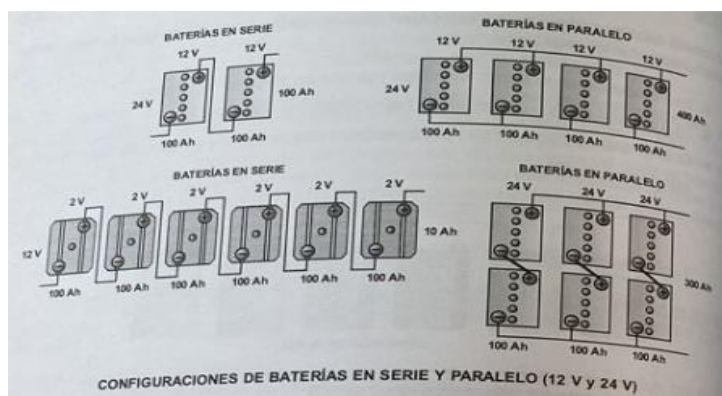 BATERÍAS EN SERIE
12 V 12 V
24 V
100 Ah
100 Ah 100 Ah
BATERÍAS EN PARALELO
12 V 12 V 12 V 12 V
24 V
400 Ah
100 Ah 100 Ah 100 Ah 100 Ah
BATERÍAS EN SERIE
2 V 2 V 2 V 2 V 2 V 2 V
12 V
10 Ah
100 Ah 100 Ah 100 Ah 100 Ah 100 Ah 100 Ah
BATERÍAS EN PARALELO
24 V 24 V 24 V
300 Ah
100 Ah 100 Ah 100 Ah
CONFIGURACIONES DE BATERÍAS EN SERIE Y PARALELO (12 V y 24 V)